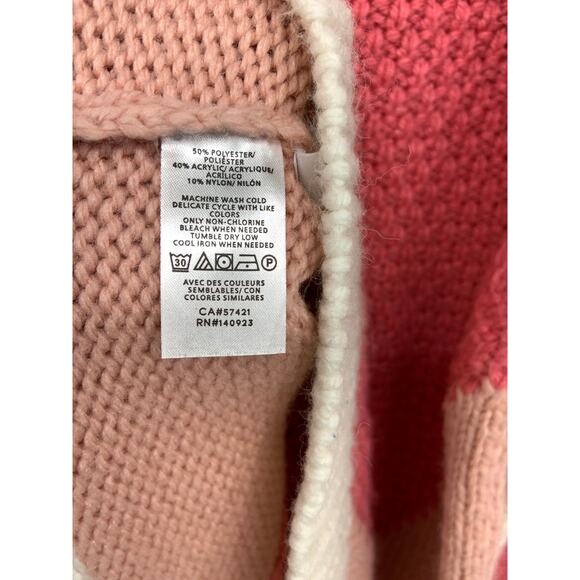 50% POLYESTER/
POLIÉSTER
40% ACRYLIC/ACRYLIQUE/
ACRÍLICO
10% NYLON/NILÓN
MACHINE WASH COLD
DELICATE CYCLE WITH LIKE
COLORS
ONLY NON-CHLORINE
BLEACH WHEN NEEDED
TUMBLE DRY LOW
COOL IRON WHEN NEEDED
30 P
AVEC DES COULEURS
SEMBLABLES/ CON
COLORES SIMILARES
CA#57421
RN#140923